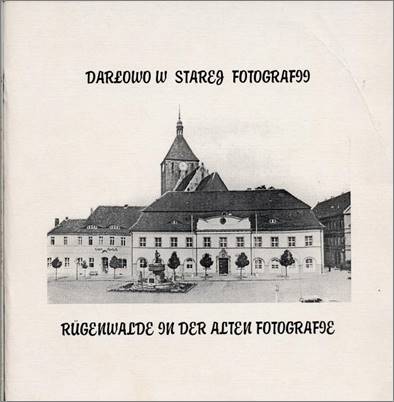 DARŁOWO W STAREJ FOTOGRAFII
RÜGENWALDE IN DER ALTEN FOTOGRAFIE